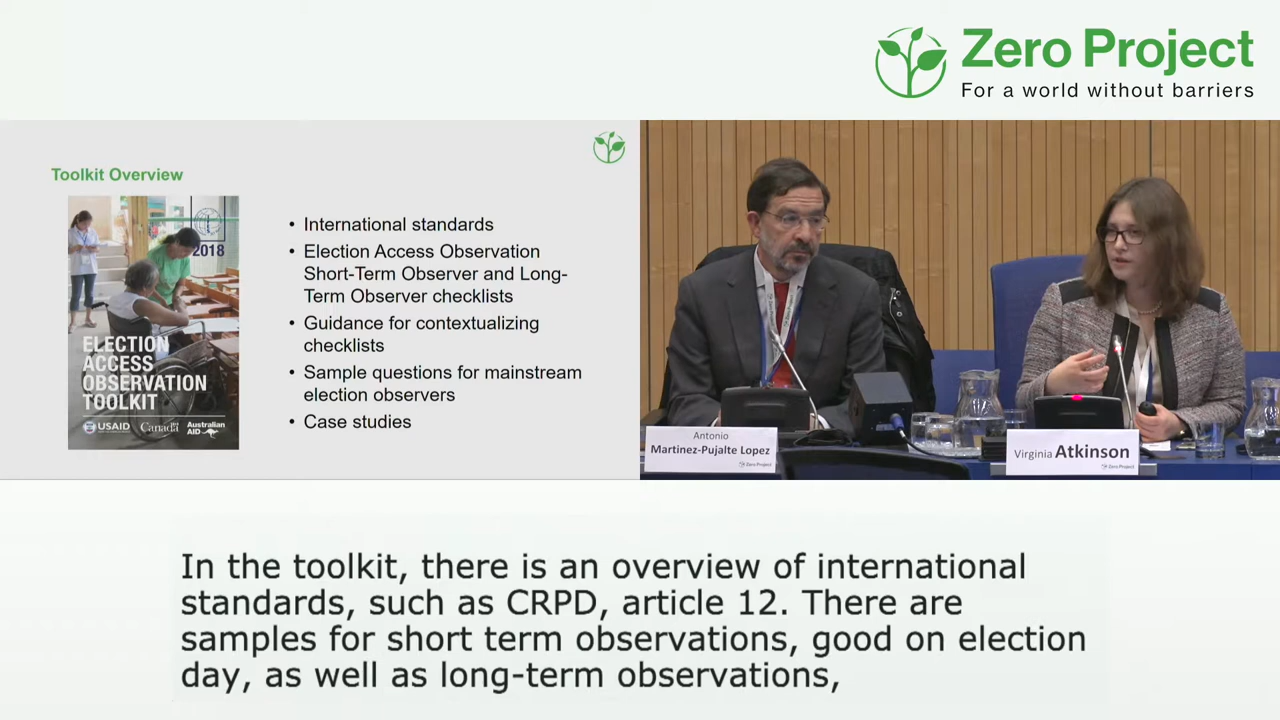 Zero Project
For a world without barriers
Toolkit Overview
2018
ELECTION
ACCESS
OBSERVATION
TOOLKIT
USAID
Canada
Australian
AID
• International standards
• Election Access Observation
Short-Term Observer and Long-
Term Observer checklists
• Guidance for contextualizing
checklists
• Sample questions for mainstream
election observers
• Case studies
Antonio
Martinez-Pujalte Lopez
Zero Project
Virginia Atkinson
Zero Project
In the toolkit, there is an overview of international
standards, such as CRPD, article 12. There are
samples for short term observations, good on election
day, as well as long-term observations,